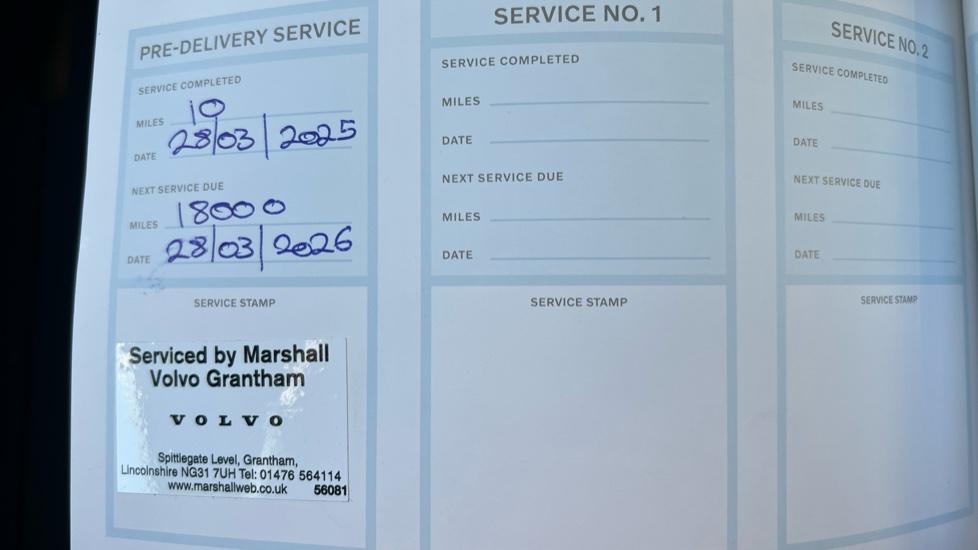 PRE-DELIVERY SERVICE
SERVICE COMPLETED
MILES 10
DATE 28/03/2025
NEXT SERVICE DUE
MILES 18000
DATE 28/03/2026
SERVICE STAMP
Serviced by Marshall
Volvo Grantham
VOLVO
Spittlegate Level, Grantham,
Lincolnshire NG31 7UH Tel: 01476 564114
www.marshallweb.co.uk 56081
SERVICE NO. 1
SERVICE COMPLETED
MILES
DATE
NEXT SERVICE DUE
MILES
DATE
SERVICE STAMP
SERVICE NO. 2
SERVICE COMPLETED
MILES
DATE
NEXT SERVICE DUE
MILES
DATE
SERVICE STAMP